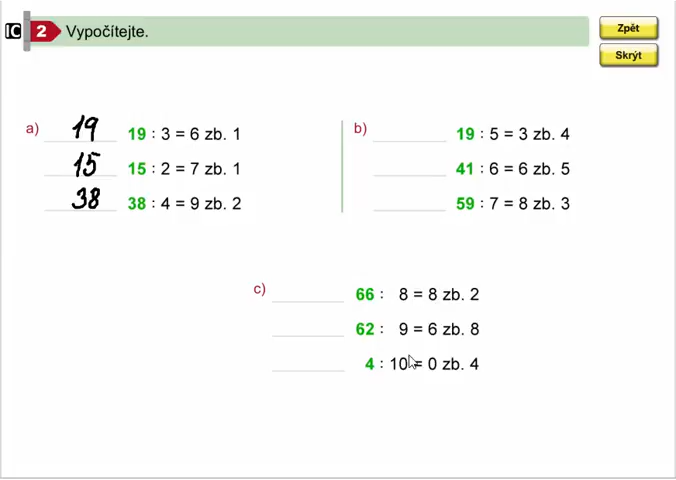 IC 2 Vypočítejte.
Zpět
Skrýt
a) 19 19 : 3 = 6 zb. 1
15 15 : 2 = 7 zb. 1
38 38 : 4 = 9 zb. 2
b) 19 : 5 = 3 zb. 4
41 : 6 = 6 zb. 5
59 : 7 = 8 zb. 3
c) 66 : 8 = 8 zb. 2
62 : 9 = 6 zb. 8
4 : 10 = 0 zb. 4